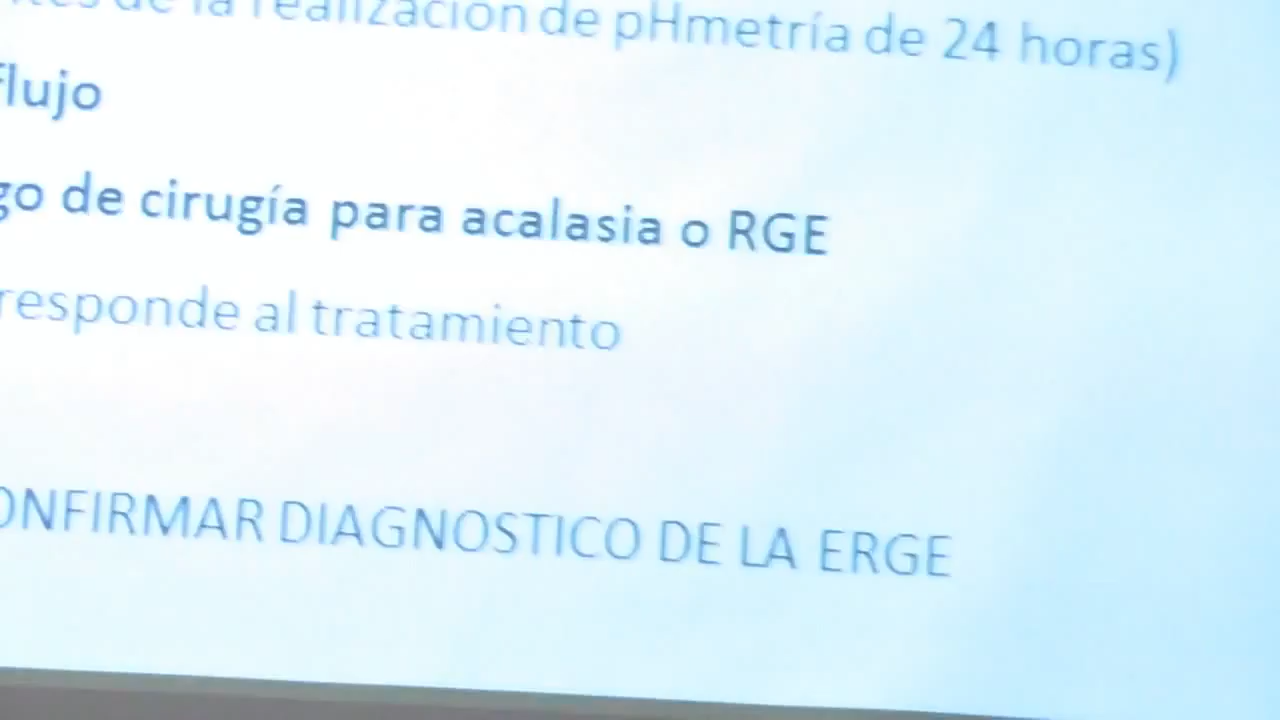 de la realización de pHmetría de 24 horas)
flujo
go de cirugía para acalasia o RGE
responde al tratamiento
ONFIRMAR DIAGNOSTICO DE LA ERGE